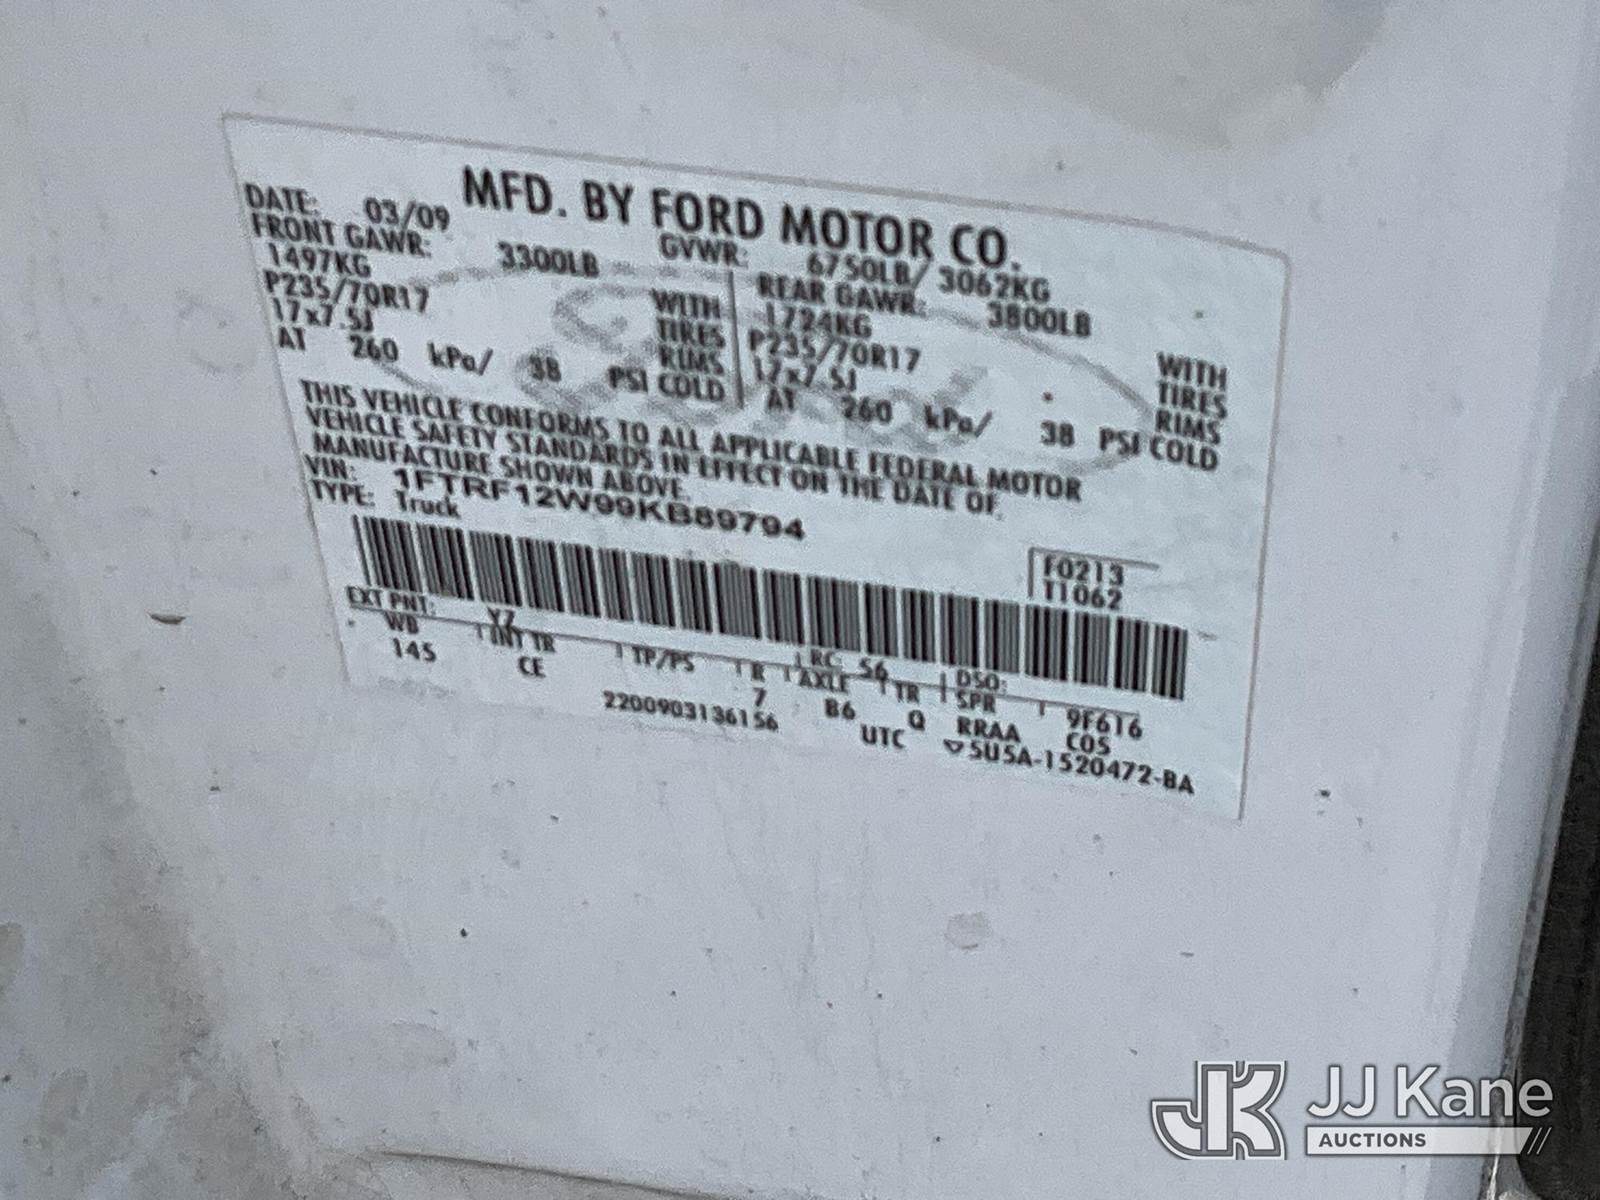 MFD. BY FORD MOTOR CO.
DATE: 03/09 GVWR: 6750LB/ 3062KG
FRONT GAWR: 3300LB REAR GAWR: 3800LB
1497KG WITH 1724KG WITH
P235/70R17 TIRES P235/70R17 TIRES
17x7.5J RIMS 17x7.5J RIMS
AT 260 kPa/ 38 PSI COLD AT 260 kPa/ 38 PSI COLD
THIS VEHICLE CONFORMS TO ALL APPLICABLE FEDERAL MOTOR
VEHICLE SAFETY STANDARDS IN EFFECT ON THE DATE OF
MANUFACTURE SHOWN ABOVE.
VIN: 1FTRF12W99KB89794
TYPE: Truck
F0213
T1062
EXT PNT: YZ RC: 56 DSO: 9F616
WB INT TR TP/PS R AXLE TR SPR
145 CE 7 B6 Q RRAA C05
2200903136156 UTC ▽5U5A-1520472-BA
JK JJ Kane
AUCTIONS